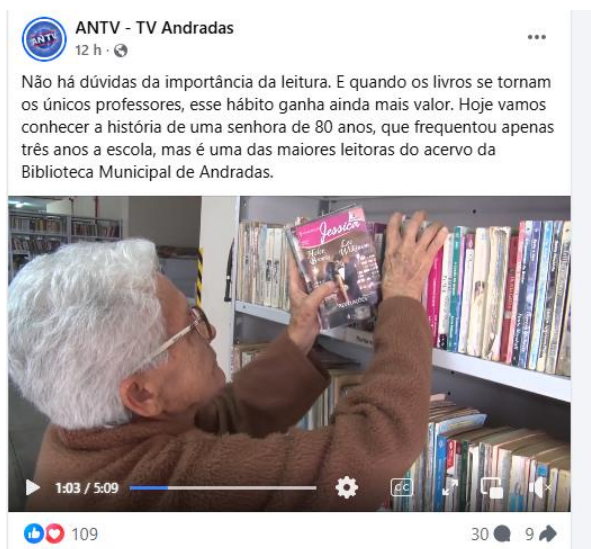 ANTV - TV Andradas
12 h
Não há dúvidas da importância da leitura. E quando os livros se tornam
os únicos professores, esse hábito ganha ainda mais valor. Hoje vamos
conhecer a história de uma senhora de 80 anos, que frequentou apenas
três anos a escola, mas é uma das maiores leitoras do acervo da
Biblioteca Municipal de Andradas.
ANTV
Jessica
1:03 / 5:09
CC
109
30
9